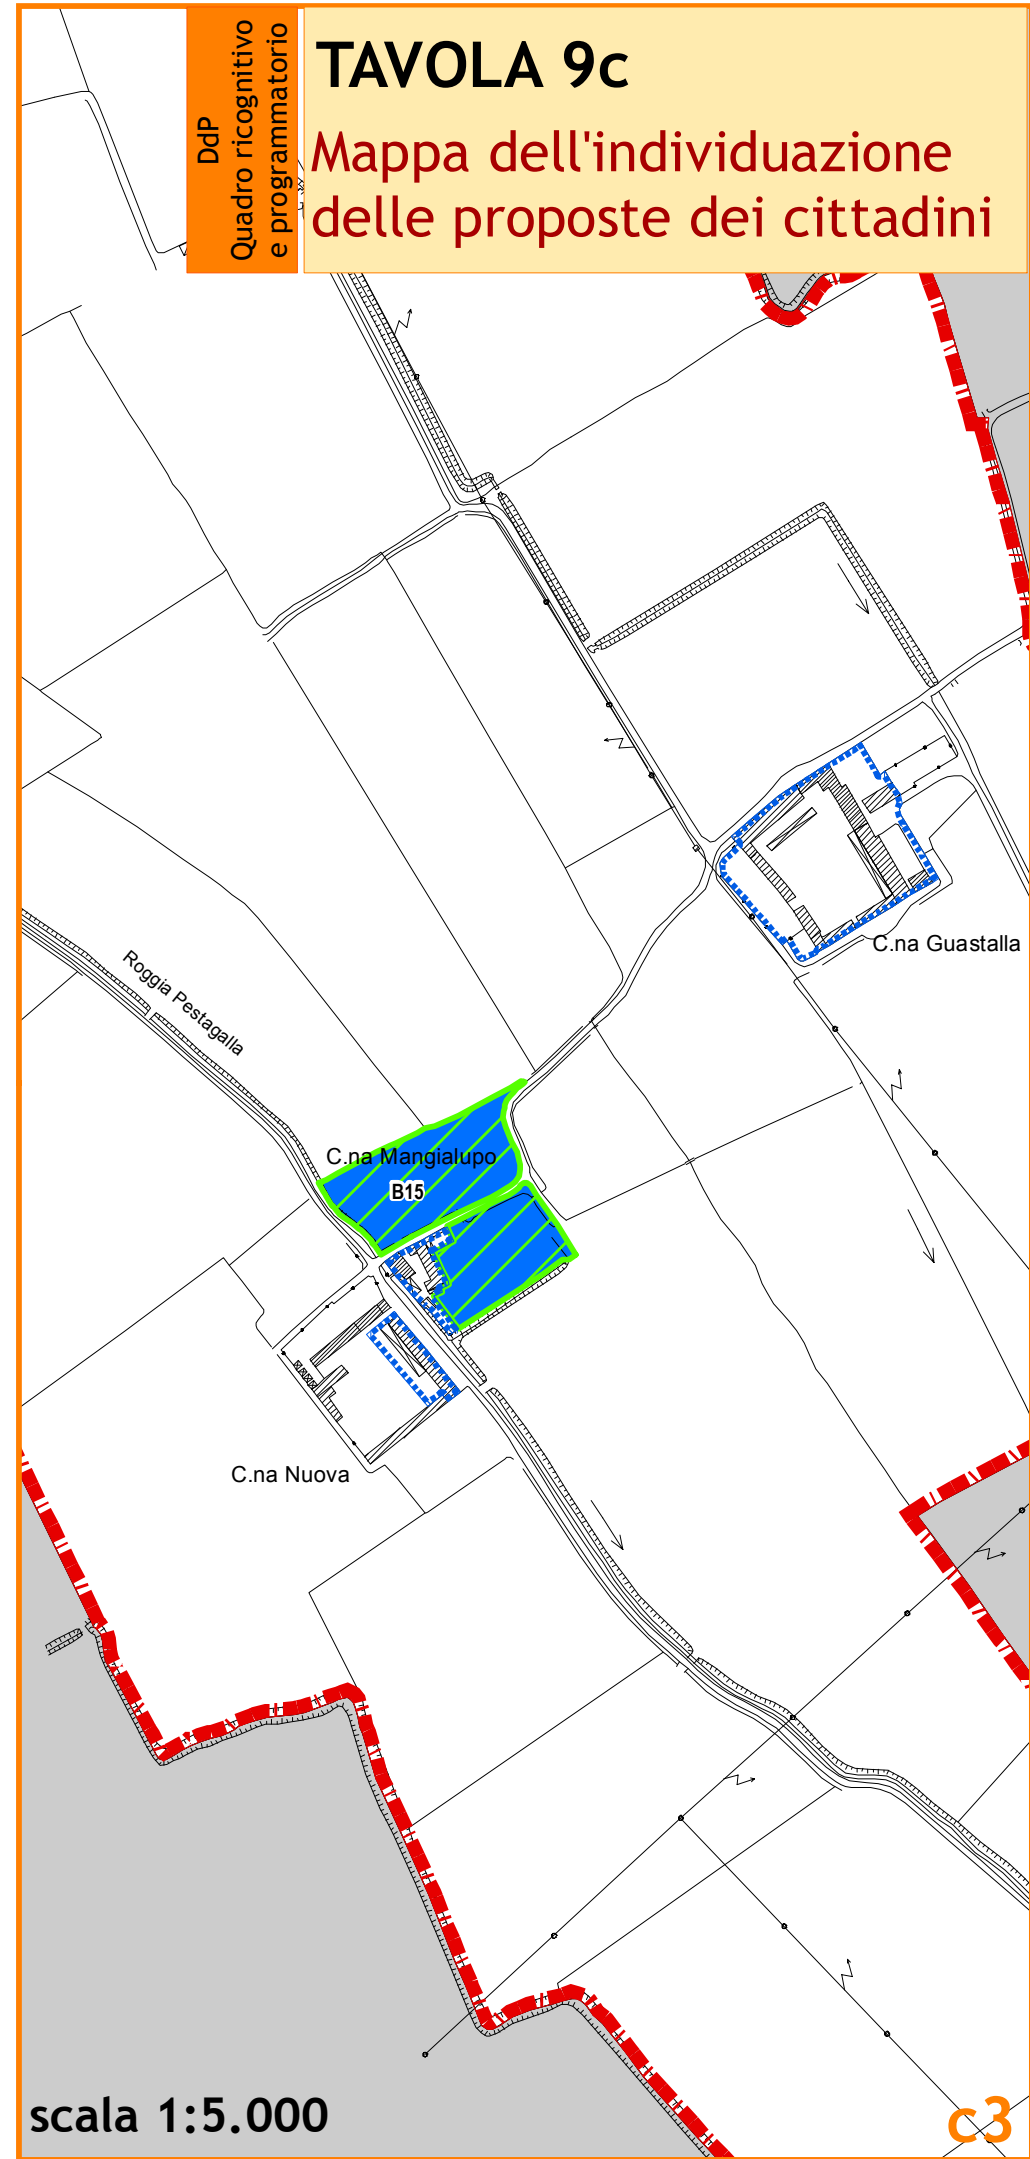 DdP
Quadro ricognitivo
e programmatorio
TAVOLA 9c
Mappa dell'individuazione
delle proposte dei cittadini
C.na Guastalla
Roggia Pestagalla
C.na Mangialupo
B15
C.na Nuova
scala 1:5.000
c3